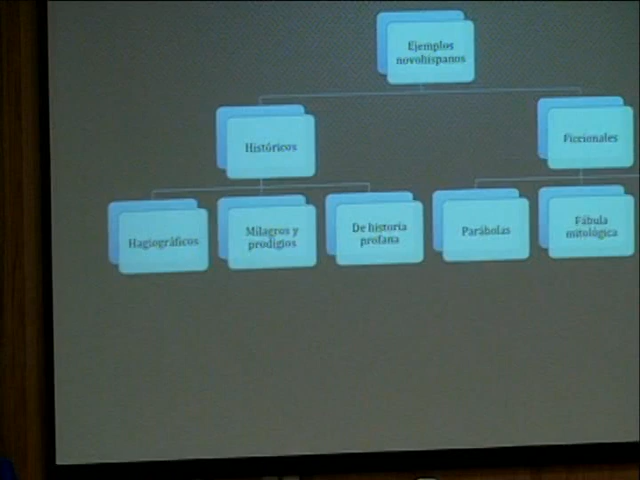 Ejemplos
novohispanos
Históricos
Ficcionales
Hagiográficos
Milagros y
prodigios
De historia
profana
Parábolas
Fábula
mitológica